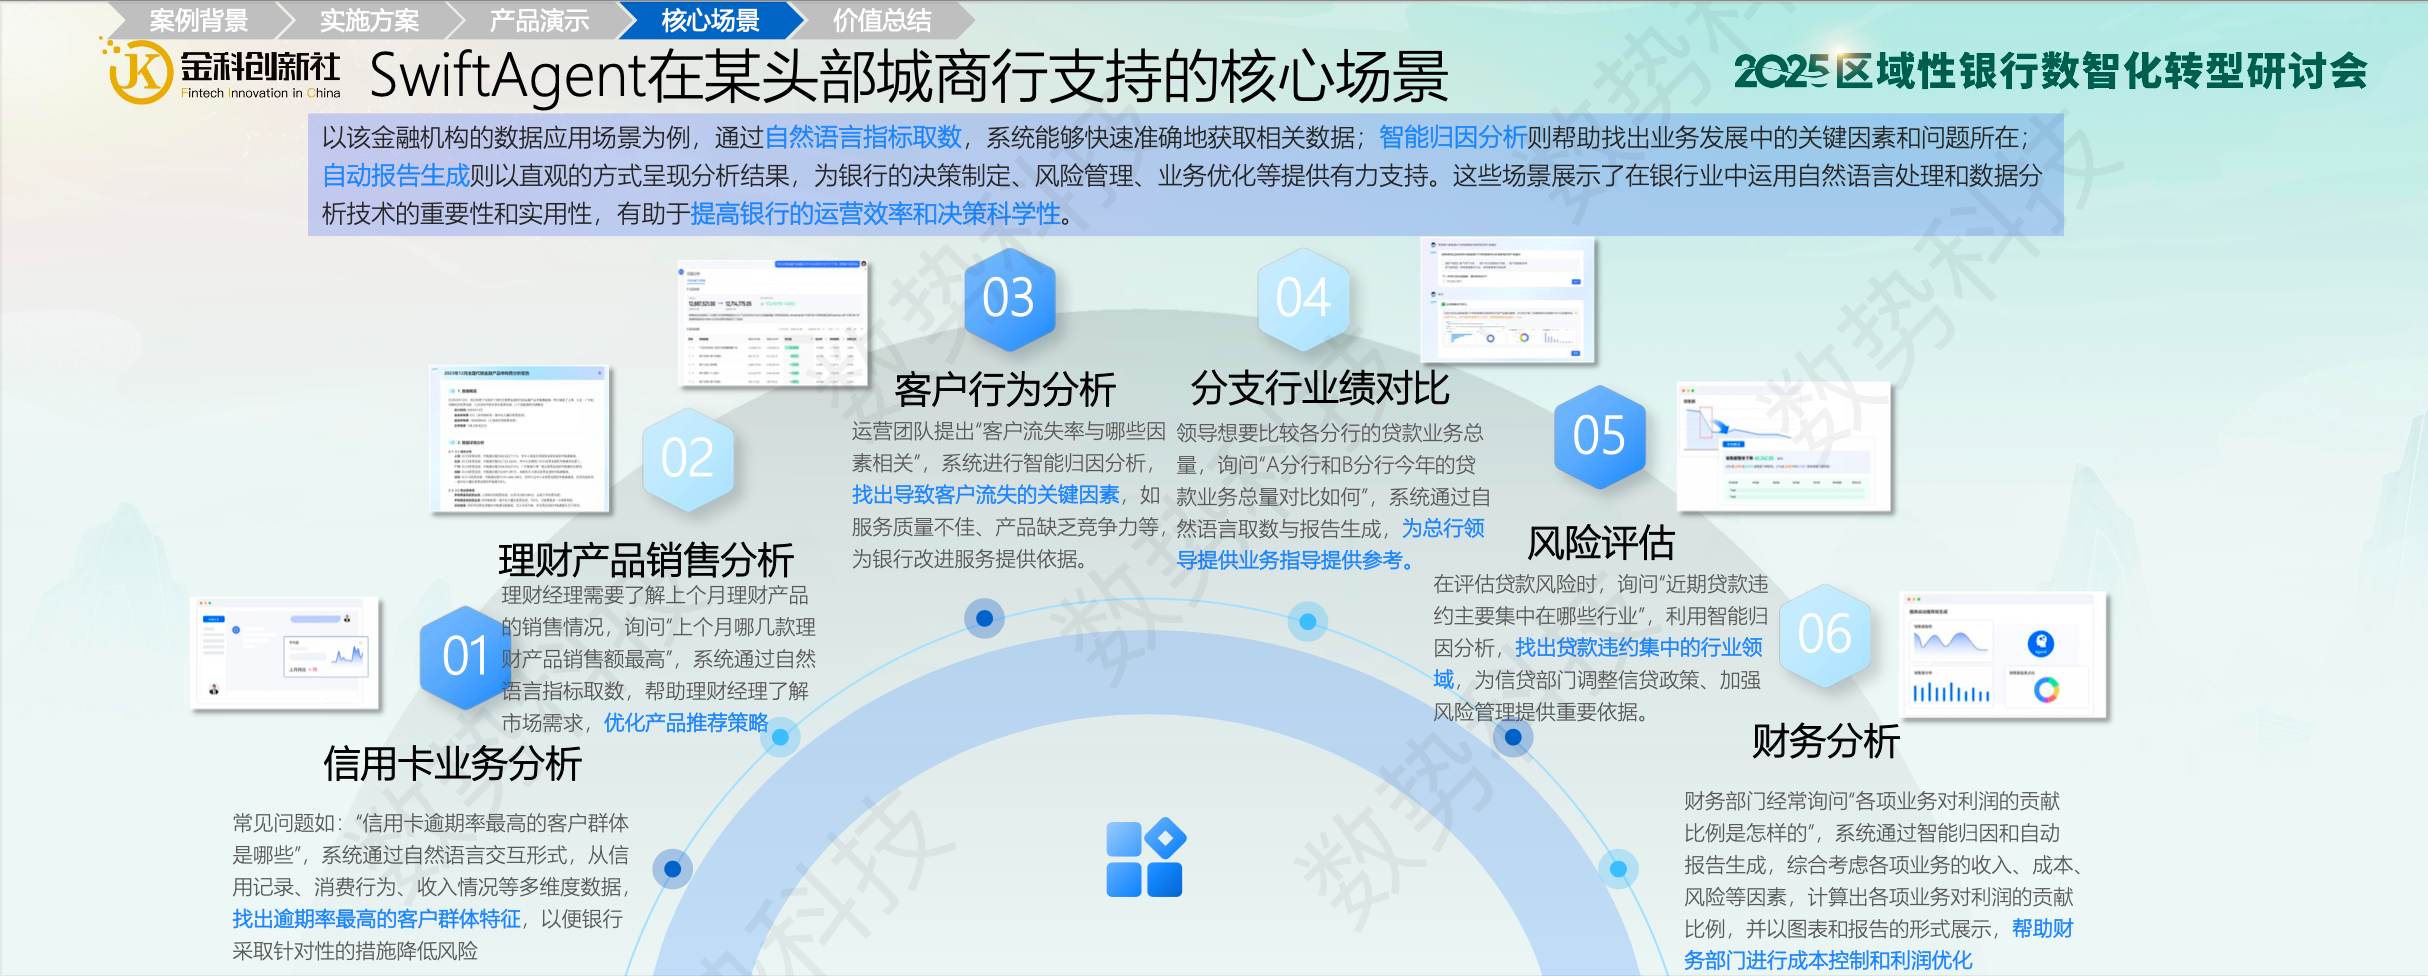 案例背景
实施方案
产品演示
核心场景
价值总结
JK
金科创新社
Fintech Innovation in China
SwiftAgent在某头部城商行支持的核心场景
2025区域性银行数智化转型研讨会
以该金融机构的数据应用场景为例，通过自然语言指标取数，系统能够快速准确地获取相关数据；智能归因分析则帮助找出业务发展中的关键因素和问题所在；
自动报告生成则以直观的方式呈现分析结果，为银行的决策制定、风险管理、业务优化等提供有力支持。这些场景展示了在银行业中运用自然语言处理和数据分
析技术的重要性和实用性，有助于提高银行的运营效率和决策科学性。
01
信用卡业务分析
常见问题如：“信用卡逾期率最高的客户群体
是哪些”，系统通过自然语言交互形式，从信
用记录、消费行为、收入情况等多维度数据，
找出逾期率最高的客户群体特征，以便银行
采取针对性的措施降低风险
02
理财产品销售分析
理财经理需要了解上个月理财产品
的销售情况，询问“上个月哪几款理
财产品销售额最高”，系统通过自然
语言指标取数，帮助理财经理了解
市场需求，优化产品推荐策略
03
客户行为分析
运营团队提出“客户流失率与哪些因
素相关”，系统进行智能归因分析，
找出导致客户流失的关键因素，如
服务质量不佳、产品缺乏竞争力等，
为银行改进服务提供依据。
04
分支行业绩对比
领导想要比较各分行的贷款业务总
量，询问“A分行和B分行今年的贷
款业务总量对比如何”，系统通过自
然语言取数与报告生成，为总行领
导提供业务指导提供参考。
05
风险评估
在评估贷款风险时，询问“近期贷款违
约主要集中在哪些行业”，利用智能归
因分析，找出贷款违约集中的行业领
域，为信贷部门调整信贷政策、加强
风险管理提供重要依据。
06
财务分析
财务部门经常询问“各项业务对利润的贡献
比例是怎样的”，系统通过智能归因和自动
报告生成，综合考虑各项业务的收入、成本、
风险等因素，计算出各项业务对利润的贡献
比例，并以图表和报告的形式展示，帮助财
务部门进行成本控制和利润优化
数势科技
数势科技
数势科技
数势科技
数势科技
数势科技